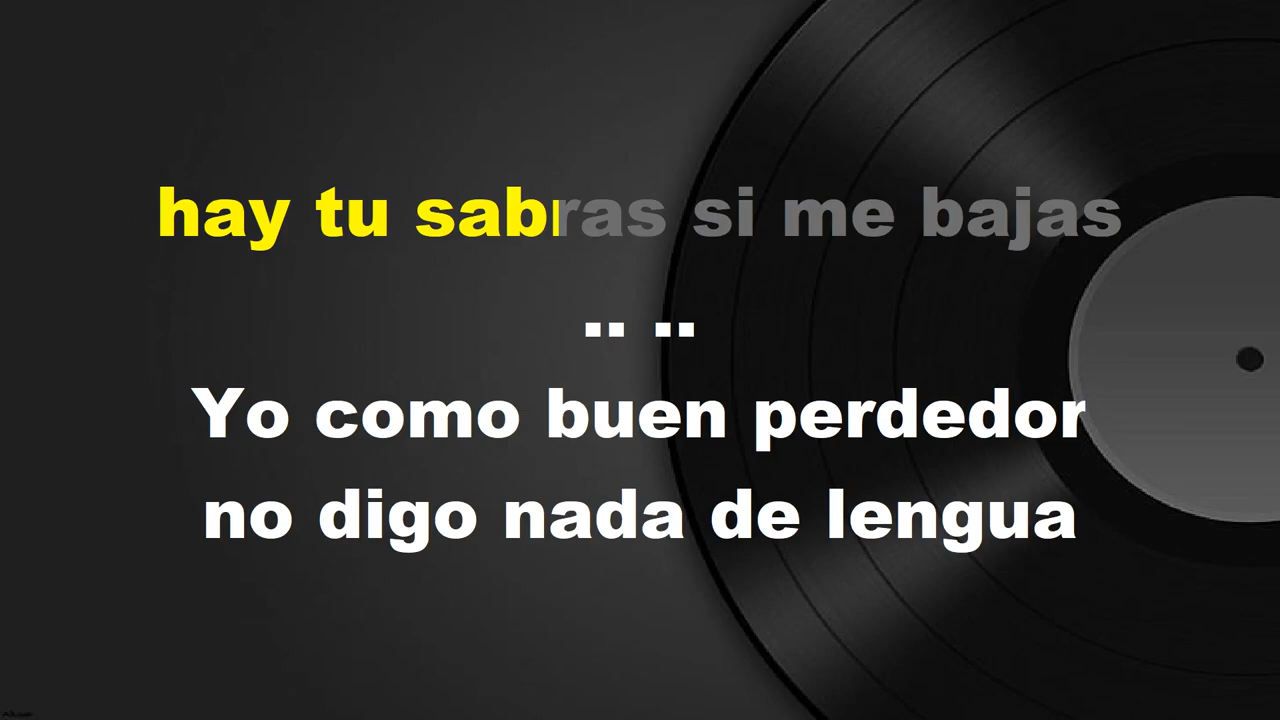 hay tu sabras si me bajas
.. ..
Yo como buen perdedor
no digo nada de lengua